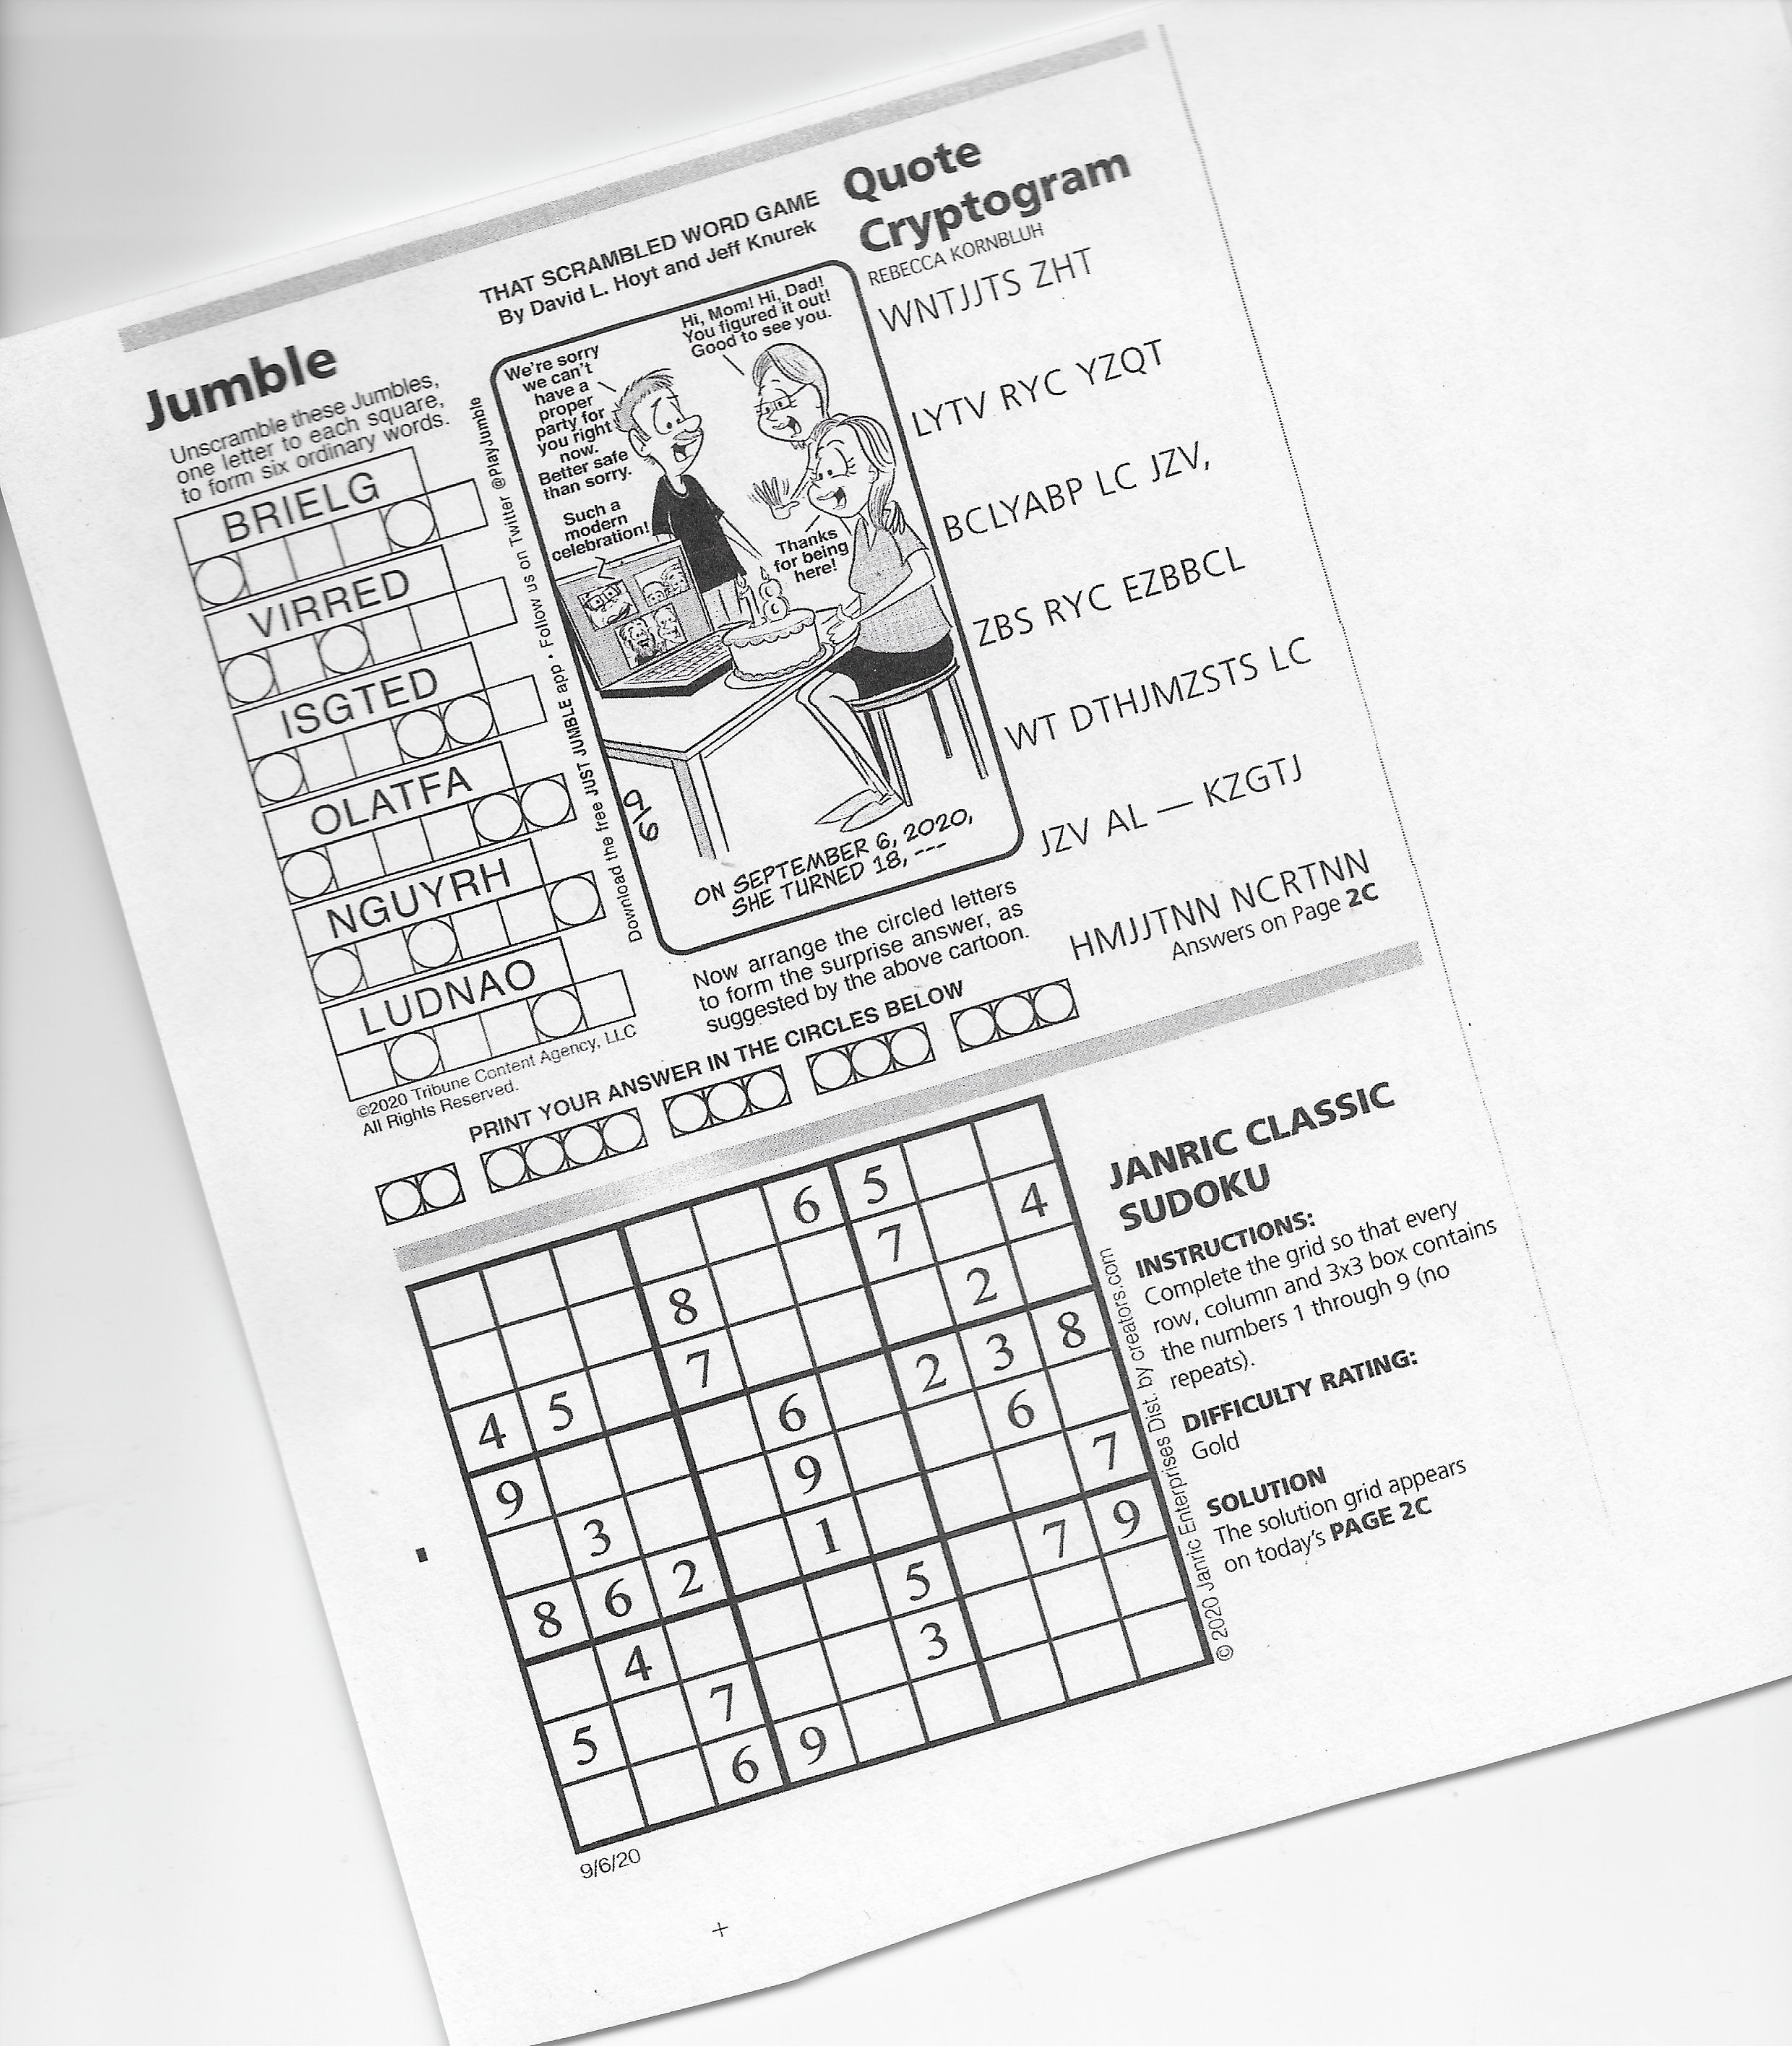 Jumble
Unscramble these Jumbles,
one letter to each square,
to form six ordinary words.
THAT SCRAMBLED WORD GAME
By David L. Hoyt and Jeff Knurek
BRIELG
VIRRED
ISGTED
OLATFA
NGUYRH
LUDNAO
©2020 Tribune Content Agency, LLC
All Rights Reserved.
Download the free JUST JUMBLE app • Follow us on Twitter @PlayJumble
We're sorry
we can't
have a
proper
party for
you right
now.
Better safe
than sorry.
Such a
modern
celebration!
Hi, Mom! Hi, Dad!
You figured it out!
Good to see you.
Thanks
for being
here!
18
9/6
ON SEPTEMBER 6, 2020,
SHE TURNED 18, ---
Now arrange the circled letters
to form the surprise answer, as
suggested by the above cartoon.
PRINT YOUR ANSWER IN THE CIRCLES BELOW
Quote
Cryptogram
REBECCA KORNBLUH
WNTJJTS ZHT
LYTV RYC YZQT
BCLYABP LC JZV,
ZBS RYC EZBBCL
WT DTHJMZSTS LC
JZV AL — KZGTJ
HMJJTNN NCRTNN
Answers on Page 2C
6 5
8 7 4
4 5 7 2
9 6 2 3 8
3 9 6
8 6 2 1 7
4 5 7 9
5 7 3
6 9
9/6/20
© 2020 Janric Enterprises Dist. by creators.com
JANRIC CLASSIC
SUDOKU
INSTRUCTIONS:
Complete the grid so that every
row, column and 3x3 box contains
the numbers 1 through 9 (no
repeats).
DIFFICULTY RATING:
Gold
SOLUTION
The solution grid appears
on today's PAGE 2C